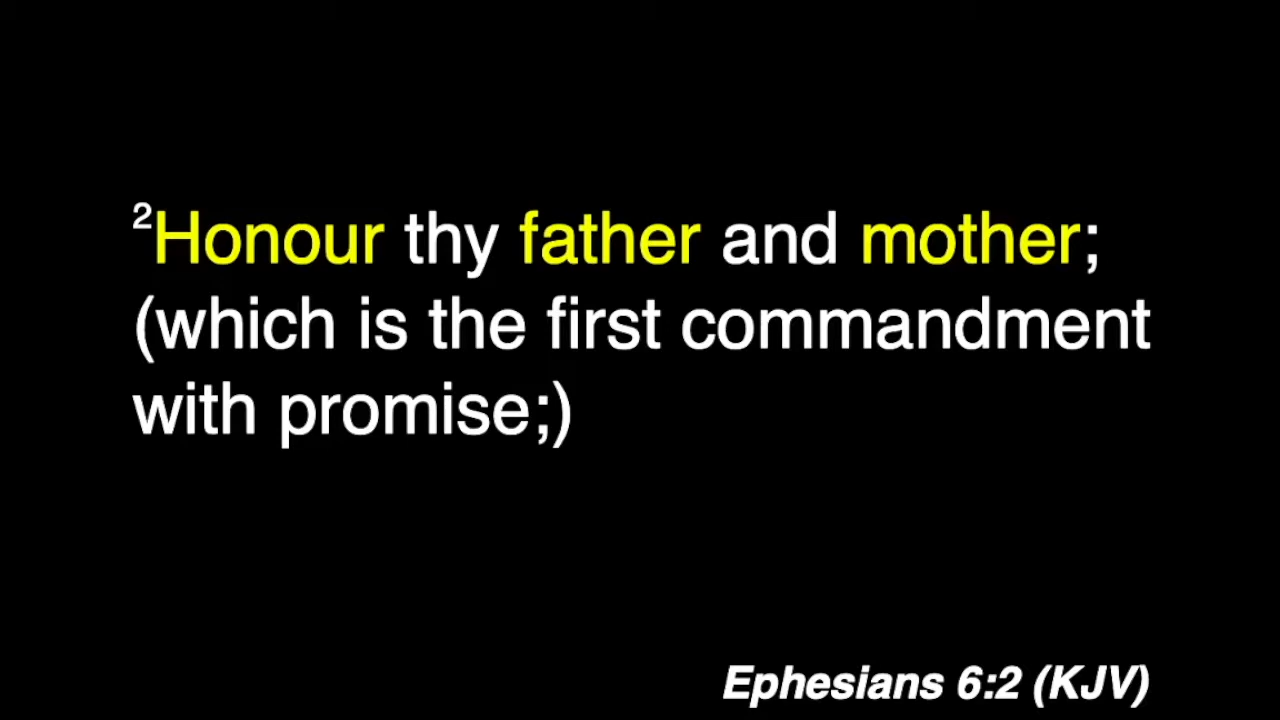 ²Honour thy father and mother;
(which is the first commandment
with promise;)
Ephesians 6:2 (KJV)